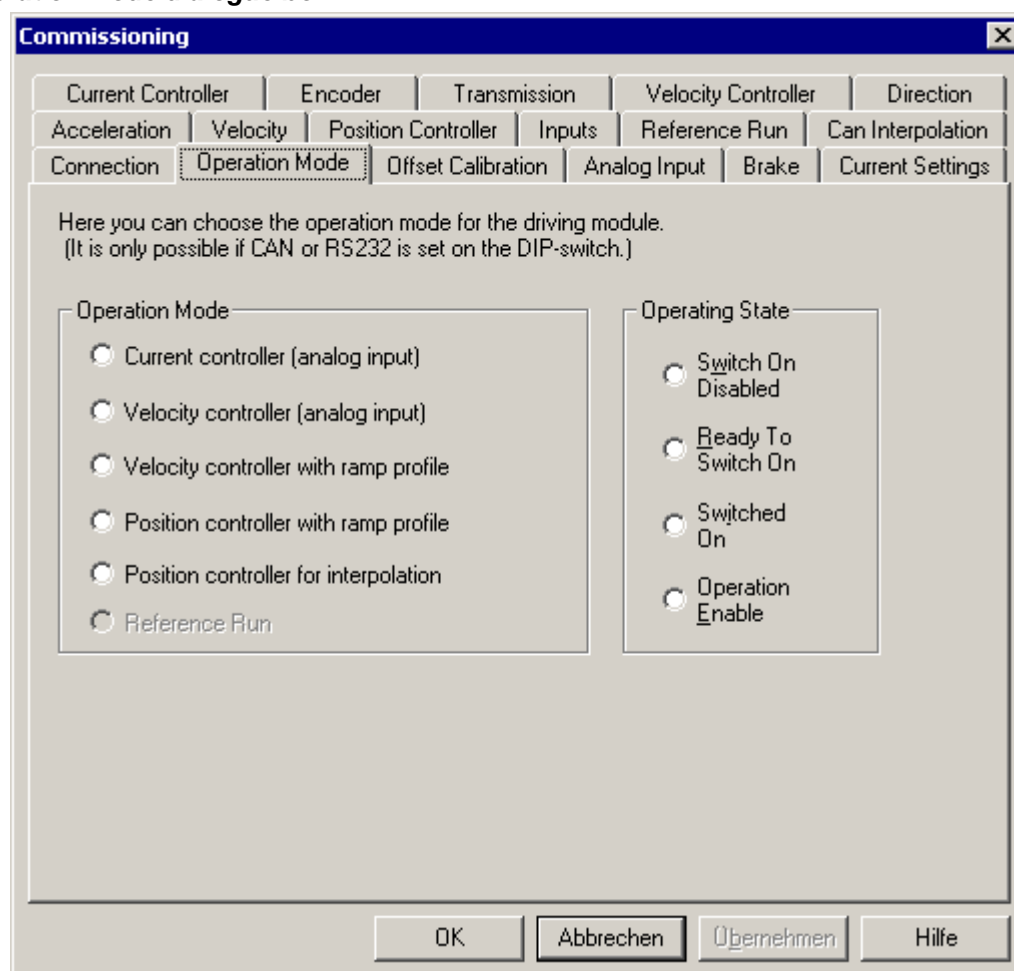 Commissioning
Current Controller Encoder Transmission Velocity Controller Direction
Acceleration Velocity Position Controller Inputs Reference Run Can Interpolation
Connection Operation Mode Offset Calibration Analog Input Brake Current Settings
Here you can choose the operation mode for the driving module.
(It is only possible if CAN or RS232 is set on the DIP-switch.)
Operation Mode
Current controller (analog input)
Velocity controller (analog input)
Velocity controller with ramp profile
Position controller with ramp profile
Position controller for interpolation
Reference Run
Operating State
Switch On
Disabled
Ready To
Switch On
Switched
On
Operation
Enable
OK Abbrechen Übernehmen Hilfe